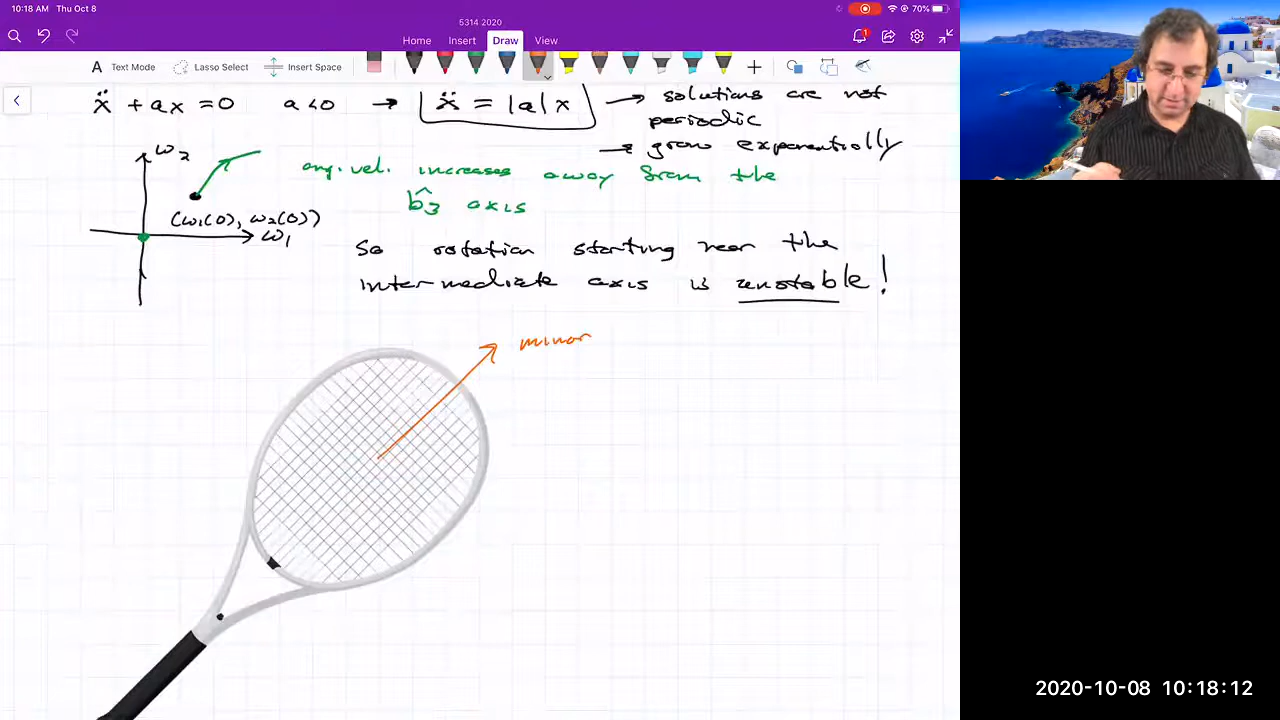 10:18 AM Thu Oct 8
70%
5314 2020
Home Insert Draw View
1
A Text Mode Lasso Select Insert Space
ẍ + ax = 0 a < 0 → ẍ = |a| x → solutions are not
periodic
→ grow exponentially
ω2
ang. vel. increases away from the
b̂3 axis
(ω1(0), ω2(0))
ω1
So rotation starting near the
intermediate axis is unstable!
minor
2020-10-08 10:18:12